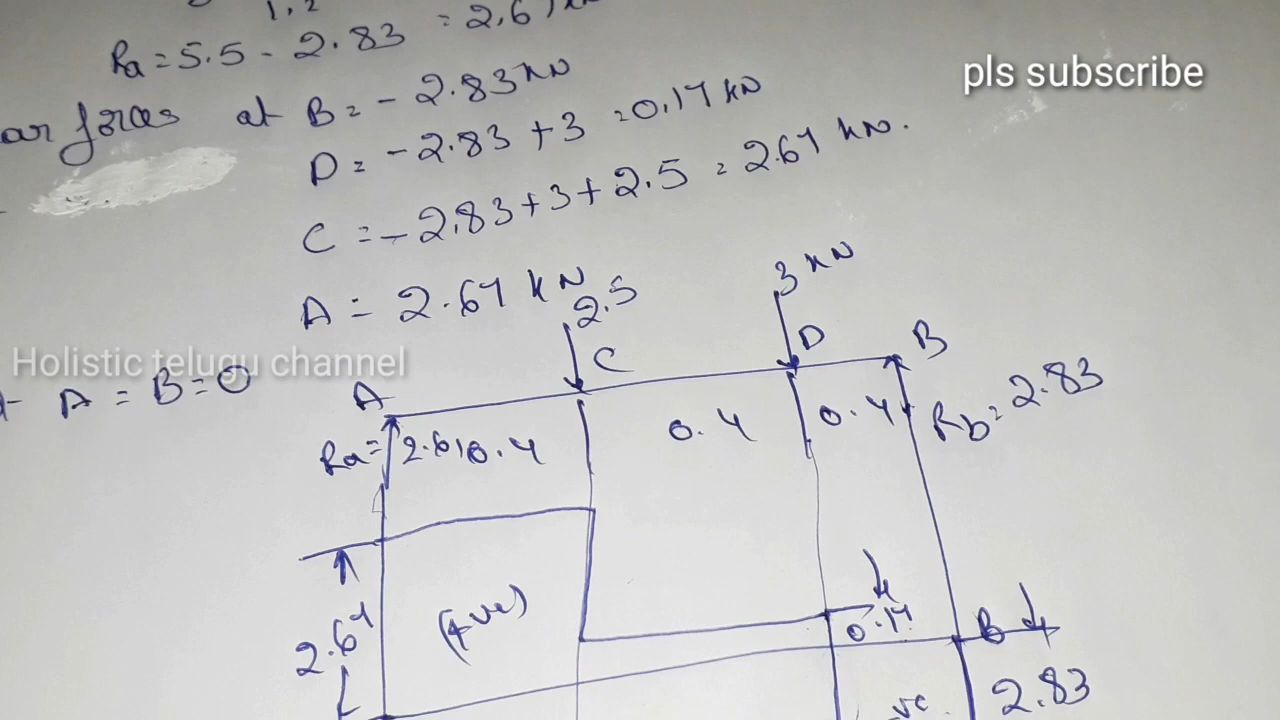 1.2
Ra = 5.5 - 2.83 = 2.67
pls subscribe
ar forces at B = - 2.83 kN
D = - 2.83 + 3 = 0.17 kN
C = - 2.83 + 3 + 2.5 = 2.67 kN.
A = 2.67 kN
2.5
3 kN
Holistic telugu channel
A = B = 0
A
C
D
B
Ra = 2.67
0.4
0.4
0.4
Rb = 2.83
2.67
(+ve)
0.17
B
ve
2.83